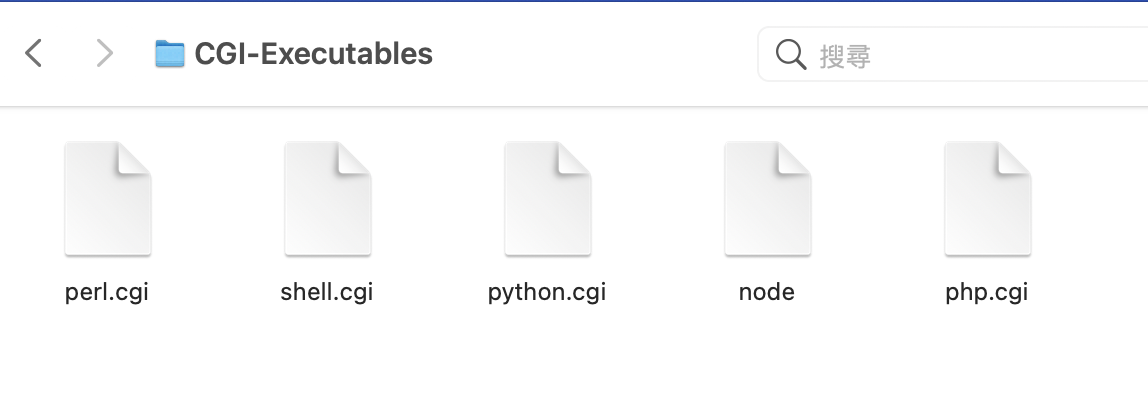 CGI-Executables
搜尋
perl.cgi
shell.cgi
python.cgi
node
php.cgi